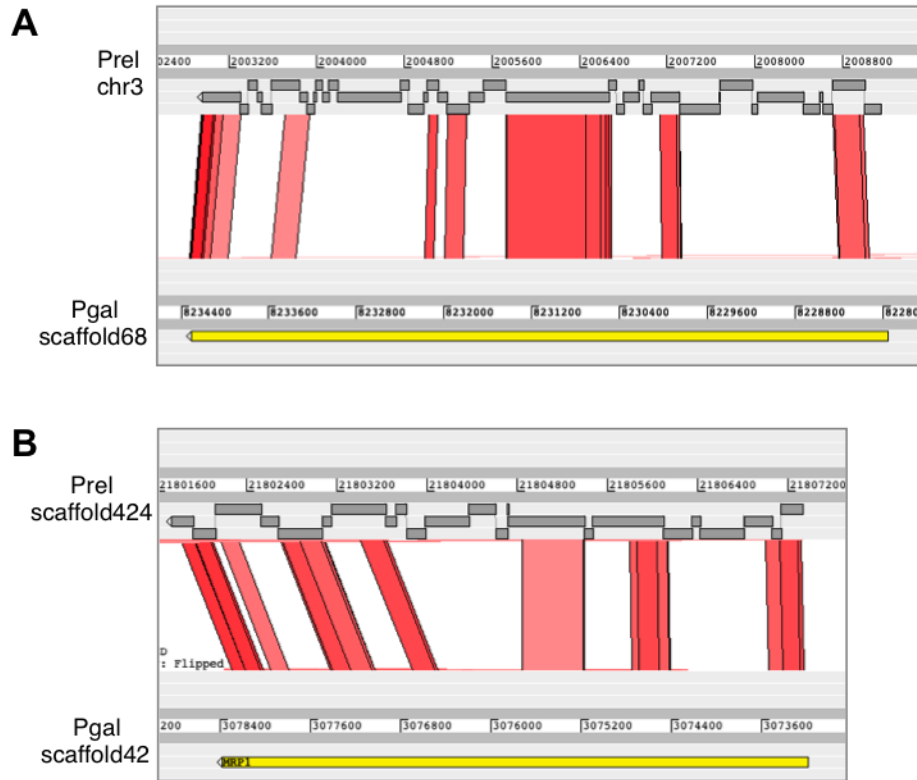 A
Prel
chr3
02400 2003200 2004000 2004800 2005600 2006400 2007200 2008000 2008800
Pgal
scaffold68
8234400 8233600 8232800 8232000 8231200 8230400 8229600 8228800 82280
B
Prel
scaffold424
21801600 21802400 21803200 21804000 21804800 21805600 21806400 21807200
D
: Flipped
Pgal
scaffold42
200 3078400 3077600 3076800 3076000 3075200 3074400 3073600
MRP1